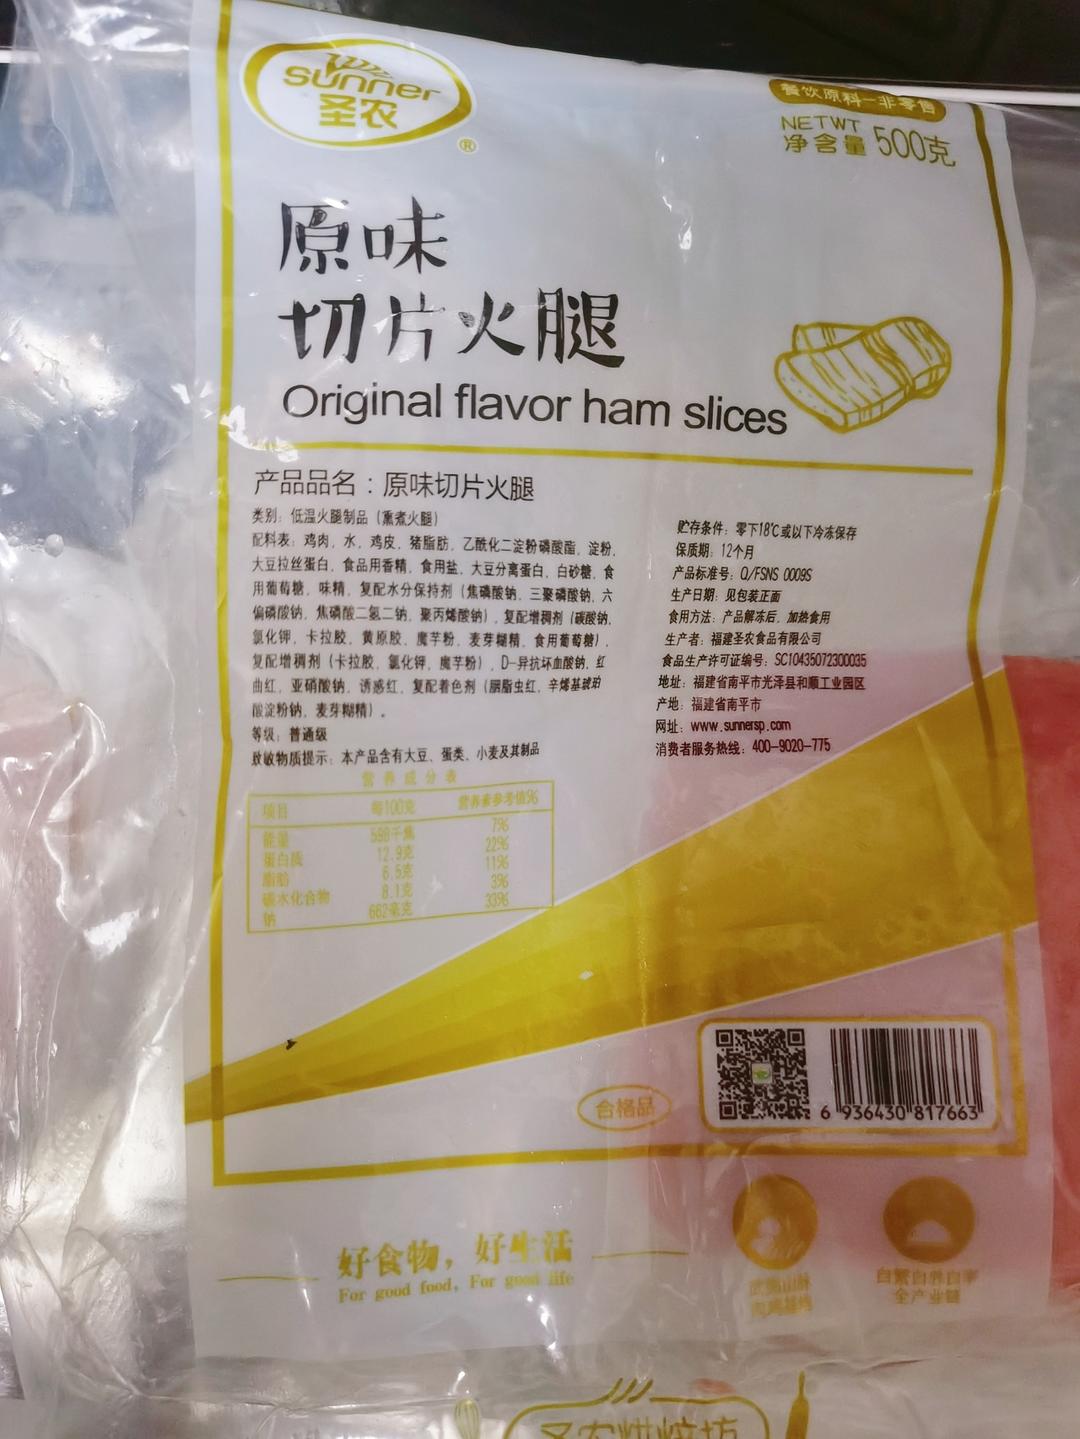 sunner
圣农
®
餐饮原料-非零售
NETWT
净含量 500克
原味
切片火腿
Original flavor ham slices
产品品名：原味切片火腿
类别：低温火腿制品（熏煮火腿）
配料表：鸡肉、水、鸡皮、猪脂肪、乙酰化二淀粉磷酸酯、淀粉、
大豆拉丝蛋白、食品用香精、食用盐、大豆分离蛋白、白砂糖、食
用葡萄糖、味精、复配水分保持剂（焦磷酸钠、三聚磷酸钠、六
偏磷酸钠、焦磷酸二氢二钠、聚丙烯酸钠）、复配增稠剂（碳酸钠、
氯化钾、卡拉胶、黄原胶、魔芋粉、麦芽糊精、食用葡萄糖）、
复配增稠剂（卡拉胶、氯化钾、魔芋粉）、D-异抗坏血酸钠、红
曲红、亚硝酸钠、诱惑红、复配着色剂（胭脂虫红、辛烯基琥珀
酸淀粉钠、麦芽糊精）。
等级：普通级
致敏物质提示：本产品含有大豆、蛋类、小麦及其制品
营养成分表
项目 每100克 营养素参考值%
能量 598千焦 7%
蛋白质 12.9克 22%
脂肪 6.5克 11%
碳水化合物 8.1克 3%
钠 662毫克 33%
贮存条件：零下18℃或以下冷冻保存
保质期：12个月
产品标准号：Q/FSNS 0009S
生产日期：见包装正面
食用方法：产品解冻后，加热食用
生产者：福建圣农食品有限公司
食品生产许可证编号：SC10435072300035
地址：福建省南平市光泽县和顺工业园区
产地：福建省南平市
网址：www.sunnersp.com
消费者服务热线：400-9020-775
合格品
6 936430 817663
好食物，好生活
For good food, For good life
自繁自养自宰
全产业链
圣农烘焙坊